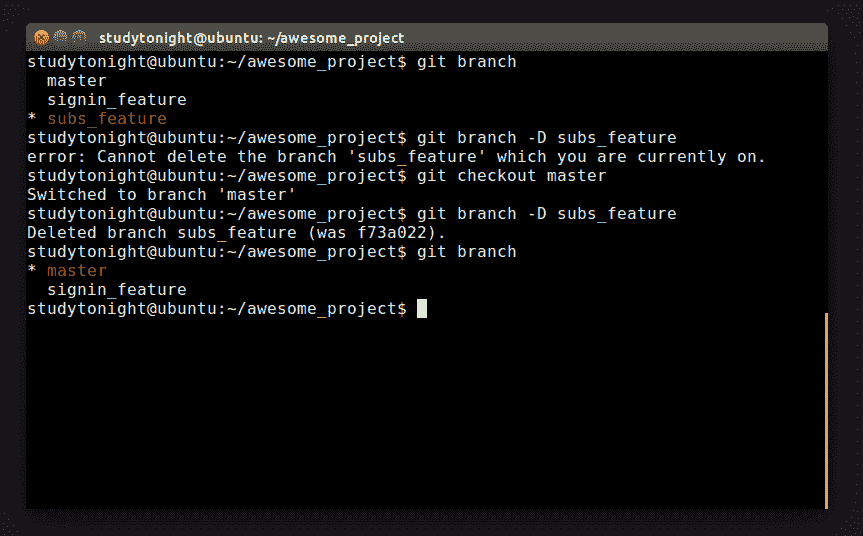 studytonight@ubuntu: ~/awesome_project
studytonight@ubuntu:~/awesome_project$ git branch
  master
  signin_feature
* subs_feature
studytonight@ubuntu:~/awesome_project$ git branch -D subs_feature
error: Cannot delete the branch 'subs_feature' which you are currently on.
studytonight@ubuntu:~/awesome_project$ git checkout master
Switched to branch 'master'
studytonight@ubuntu:~/awesome_project$ git branch -D subs_feature
Deleted branch subs_feature (was f73a022).
studytonight@ubuntu:~/awesome_project$ git branch
* master
  signin_feature
studytonight@ubuntu:~/awesome_project$